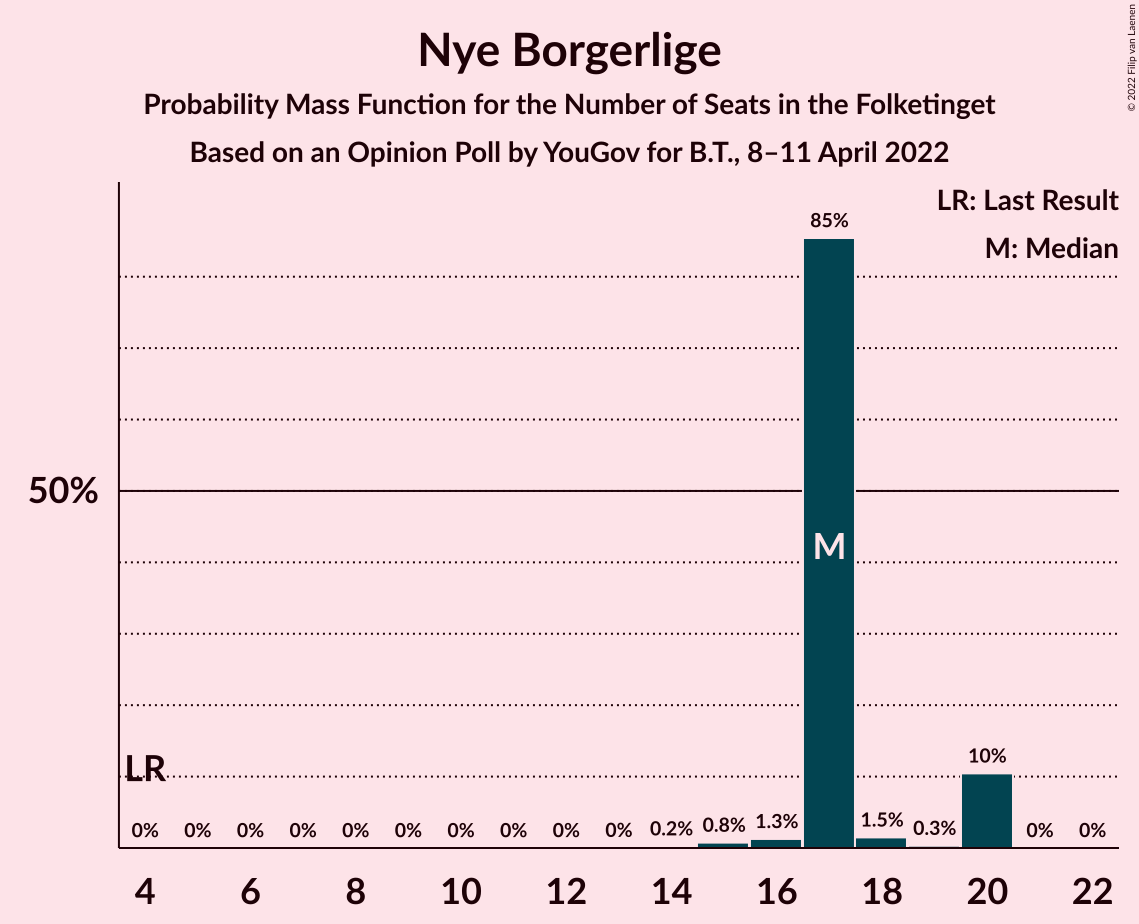 Nye Borgerlige
Probability Mass Function for the Number of Seats in the Folketinget
Based on an Opinion Poll by YouGov for B.T., 8–11 April 2022
© 2022 Filip van Laenen
LR: Last Result
M: Median
85%
50%
M
LR
10%
0% 0% 0% 0% 0% 0% 0% 0% 0% 0% 0.2% 0.8% 1.3% 1.5% 0.3% 0% 0%
4 6 8 10 12 14 16 18 20 22